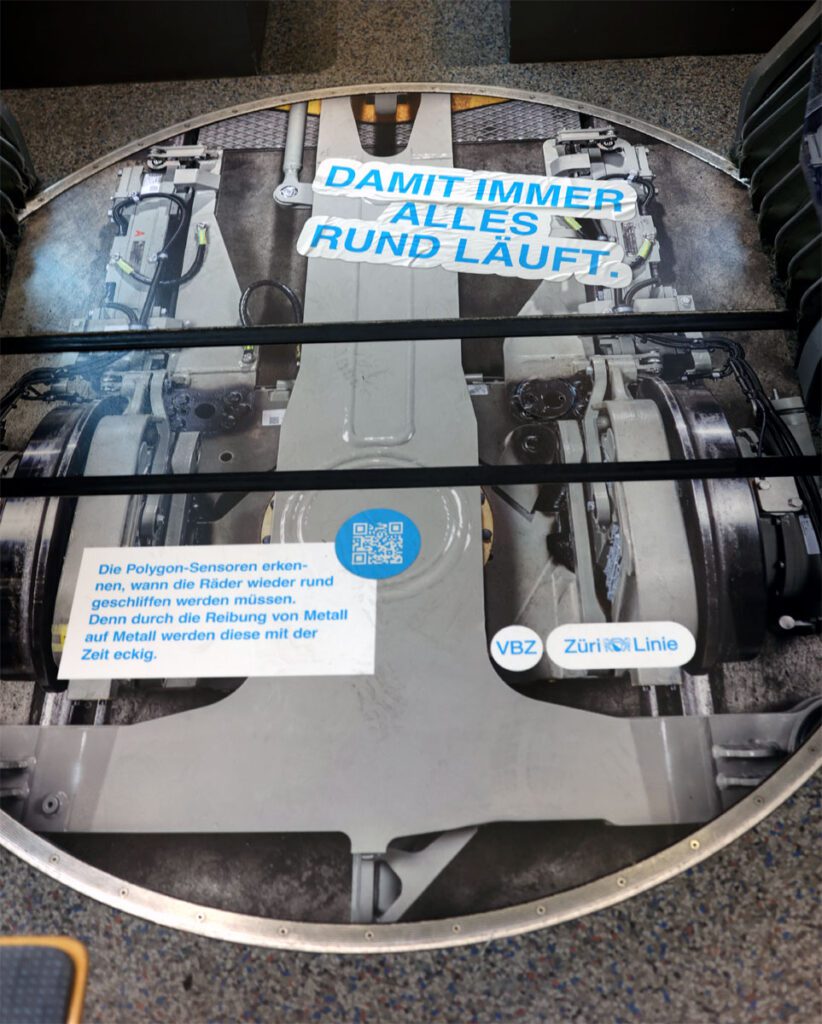 DAMIT IMMER
ALLES
RUND LÄUFT.
Die Polygon-Sensoren erken-
nen, wann die Räder wieder rund
geschliffen werden müssen.
Denn durch die Reibung von Metall
auf Metall werden diese mit der
Zeit eckig.
VBZ
Züri Linie